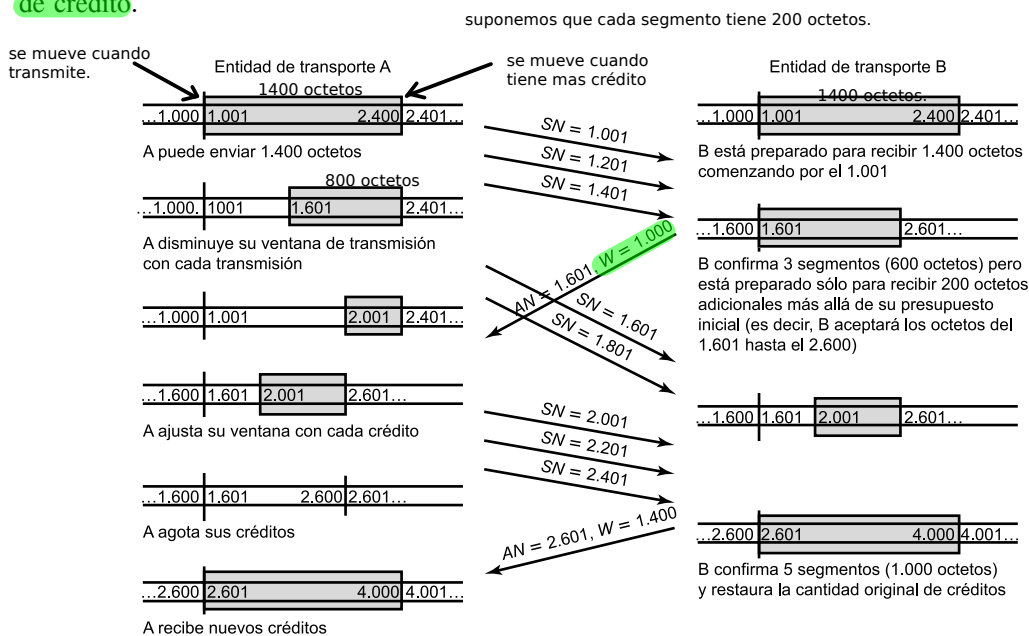 de crédito.
suponemos que cada segmento tiene 200 octetos.
se mueve cuando
transmite.
se mueve cuando
tiene mas crédito
Entidad de transporte A
1400 octetos
...1.000 1.001 2.400 2.401...
A puede enviar 1.400 octetos
800 octetos
...1.000. 1001 1.601 2.401...
A disminuye su ventana de transmisión
con cada transmisión
...1.000 1.001 2.001 2.401...
...1.600 1.601 2.001 2.601...
A ajusta su ventana con cada crédito
...1.600 1.601 2.600 2.601...
A agota sus créditos
...2.600 2.601 4.000 4.001...
A recibe nuevos créditos
SN = 1.001
SN = 1.201
SN = 1.401
AN = 1.601, W = 1.000
SN = 1.601
SN = 1.801
SN = 2.001
SN = 2.201
SN = 2.401
AN = 2.601, W = 1.400
Entidad de transporte B
1400 octetos.
...1.000 1.001 2.400 2.401...
B está preparado para recibir 1.400 octetos
comenzando por el 1.001
...1.600 1.601 2.601...
B confirma 3 segmentos (600 octetos) pero
está preparado sólo para recibir 200 octetos
adicionales más allá de su presupuesto
inicial (es decir, B aceptará los octetos del
1.601 hasta el 2.600)
...1.600 1.601 2.001 2.601...
...2.600 2.601 4.000 4.001...
B confirma 5 segmentos (1.000 octetos)
y restaura la cantidad original de créditos